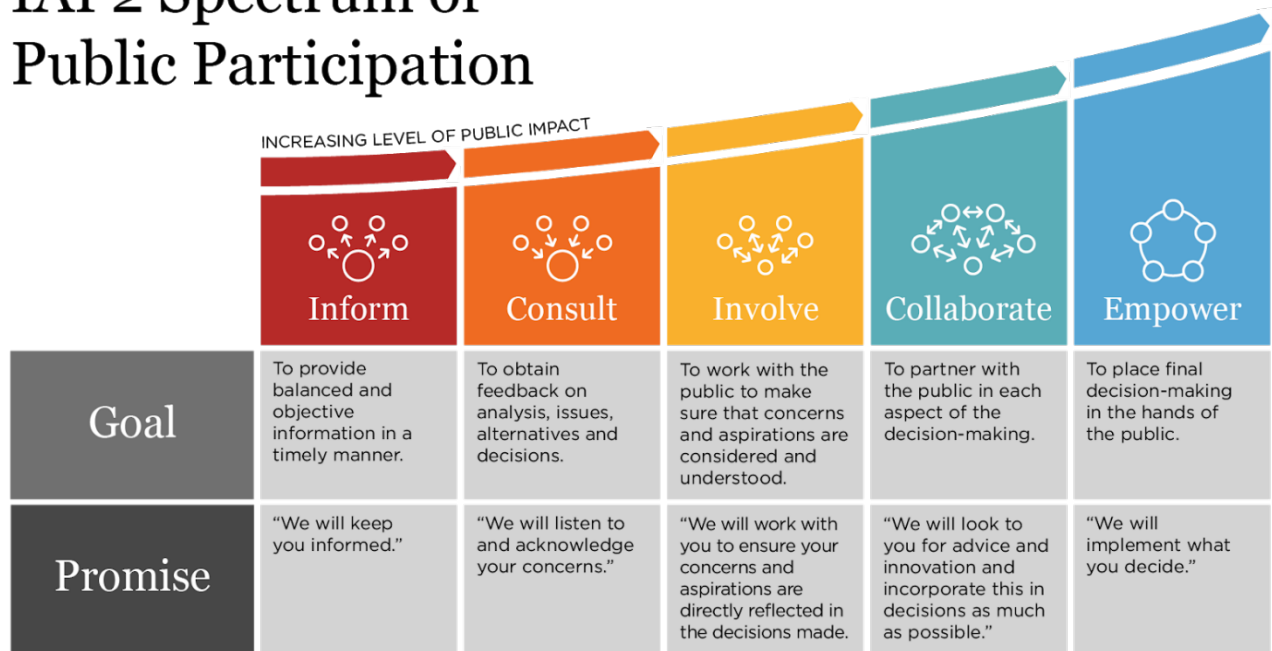 IAP2 Spectrum of
Public Participation
INCREASING LEVEL OF PUBLIC IMPACT
Inform
Consult
Involve
Collaborate
Empower
Goal
To provide
balanced and
objective
information in a
timely manner.
To obtain
feedback on
analysis, issues,
alternatives and
decisions.
To work with the
public to make
sure that concerns
and aspirations are
considered and
understood.
To partner with
the public in each
aspect of the
decision-making.
To place final
decision-making
in the hands of
the public.
Promise
“We will keep
you informed.”
“We will listen to
and acknowledge
your concerns.”
“We will work with
you to ensure your
concerns and
aspirations are
directly reflected in
the decisions made.
“We will look to
you for advice and
innovation and
incorporate this in
decisions as much
as possible.”
“We will
implement what
you decide.”